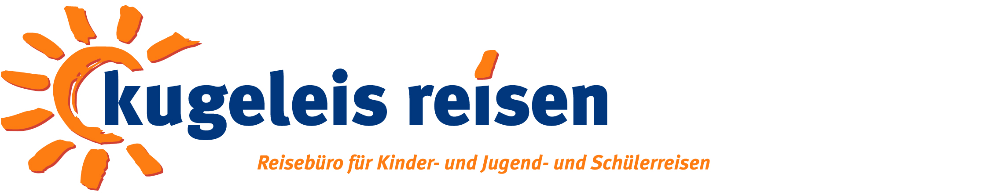 kugeleis reisen
Reisebüro für Kinder- und Jugend- und Schülerreisen